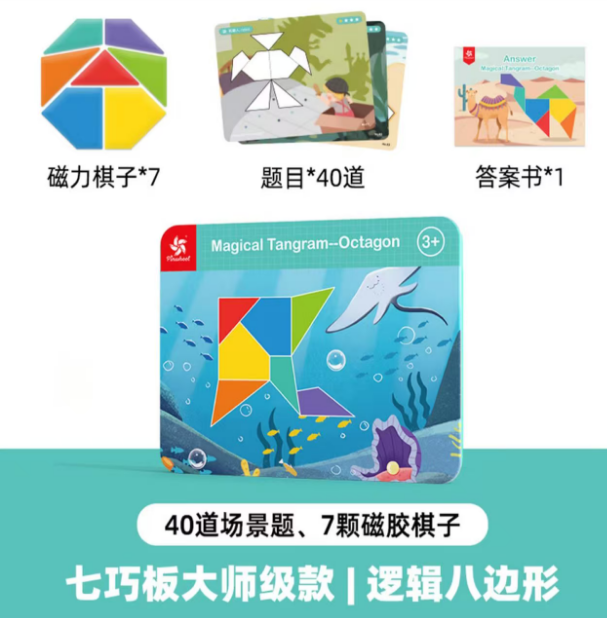 Answer
Magical Tangram--Octagon
磁力棋子*7
题目*40道
答案书*1
Pinwheel
Magical Tangram--Octagon
3+
40道场景题、7颗磁胶棋子
七巧板大师级款 | 逻辑八边形